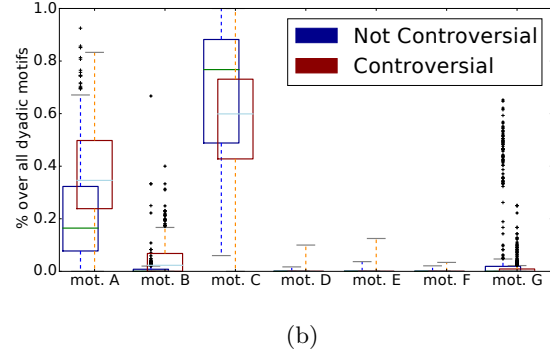 % over all dyadic motifs
1.0
0.8
0.6
0.4
0.2
0.0
Not Controversial
Controversial
mot. A mot. B mot. C mot. D mot. E mot. F mot. G
(b)